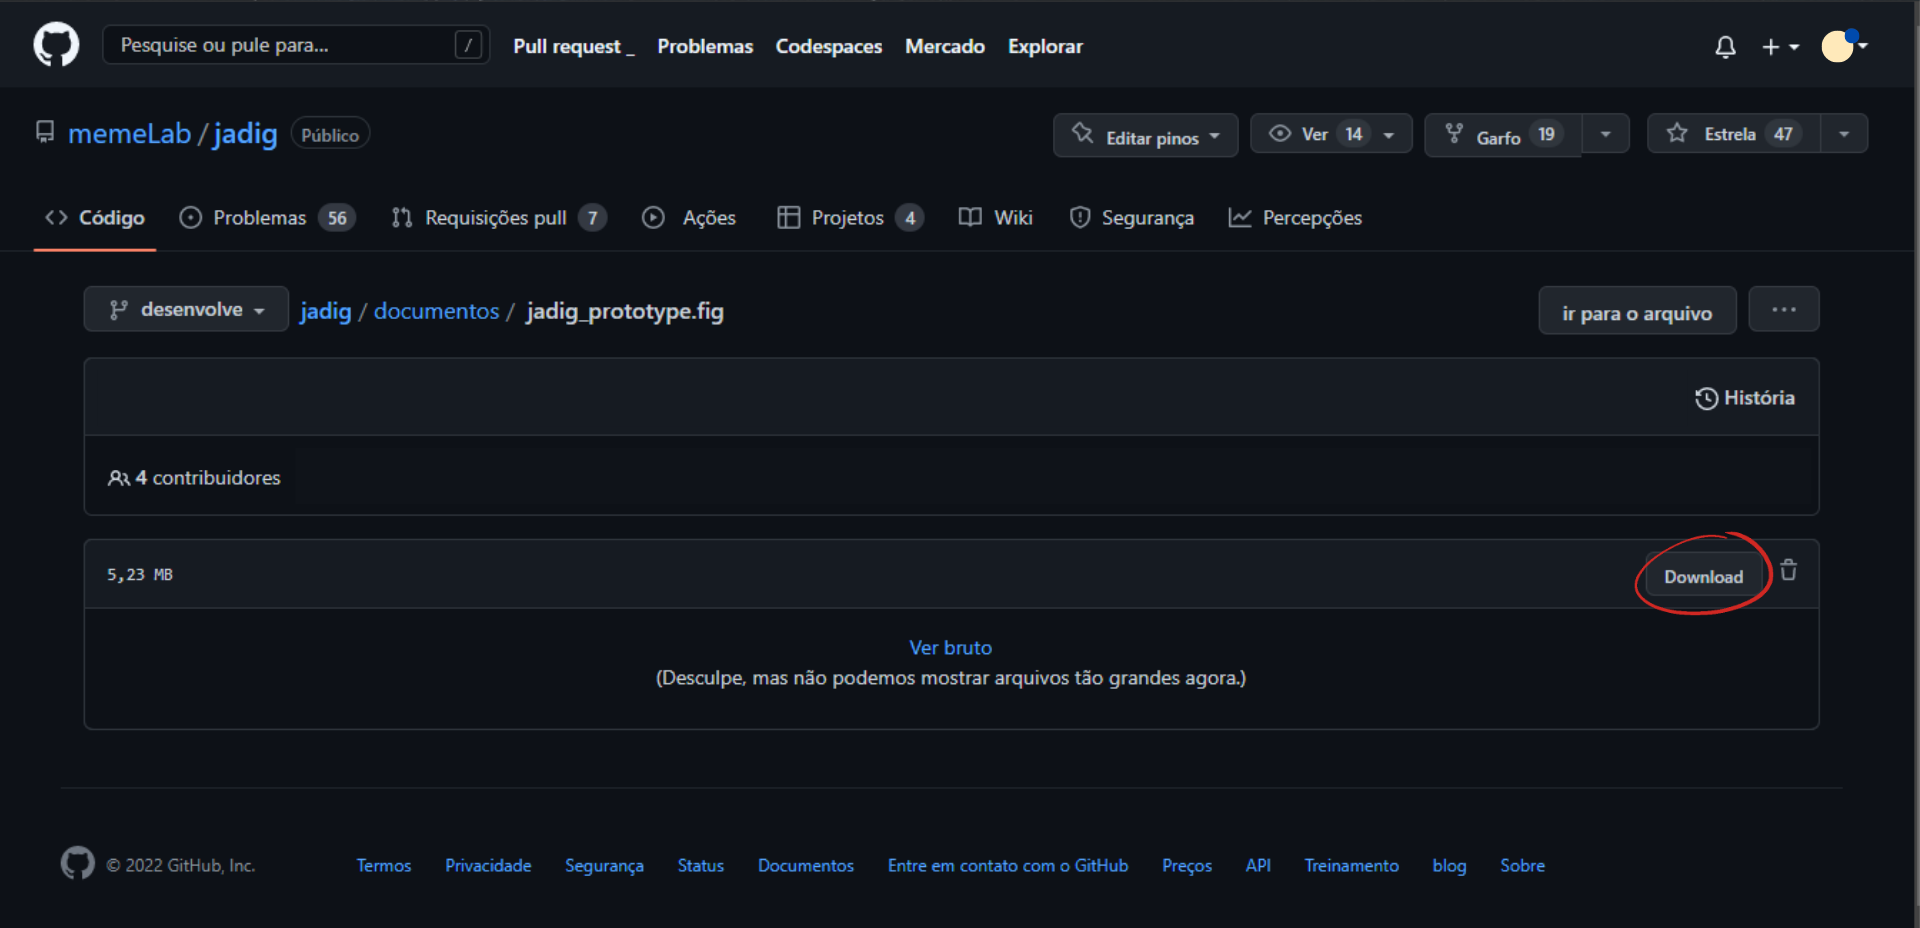 Pesquise ou pule para... / Pull request _ Problemas Codespaces Mercado Explorar
memeLab / jadig Público Editar pinos Ver 14 Garfo 19 Estrela 47
Código Problemas 56 Requisições pull 7 Ações Projetos 4 Wiki Segurança Percepções
desenvolve jadig / documentos / jadig_prototype.fig ir para o arquivo ...
História
4 contribuidores
5,23 MB Download
Ver bruto
(Desculpe, mas não podemos mostrar arquivos tão grandes agora.)
© 2022 GitHub, Inc. Termos Privacidade Segurança Status Documentos Entre em contato com o GitHub Preços API Treinamento blog Sobre